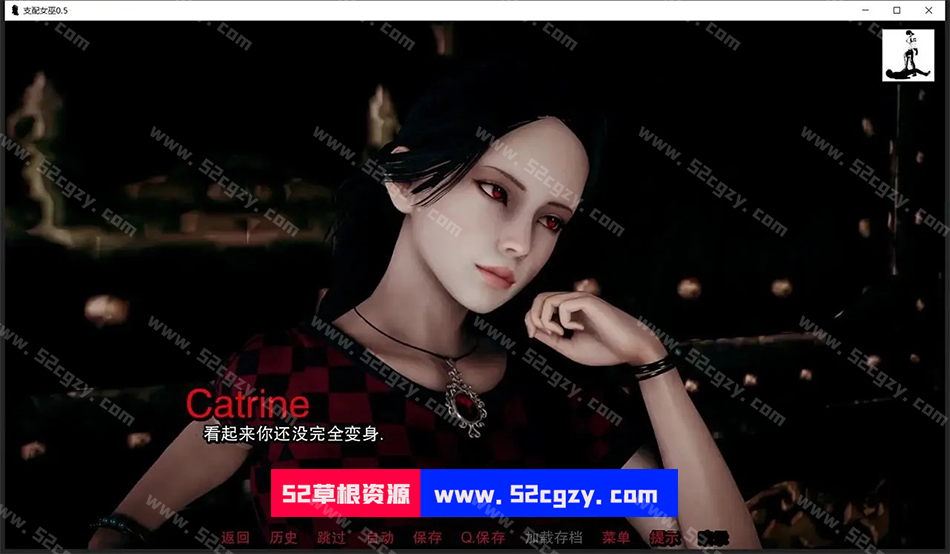 支配女巫0.5
Catrine
看起来你还没完全变身.
52草根资源 www.52cgzy.com
返回 历史 跳过 自动 保存 Q.保存 加载存档 菜单 提示
www.52cgzy.com